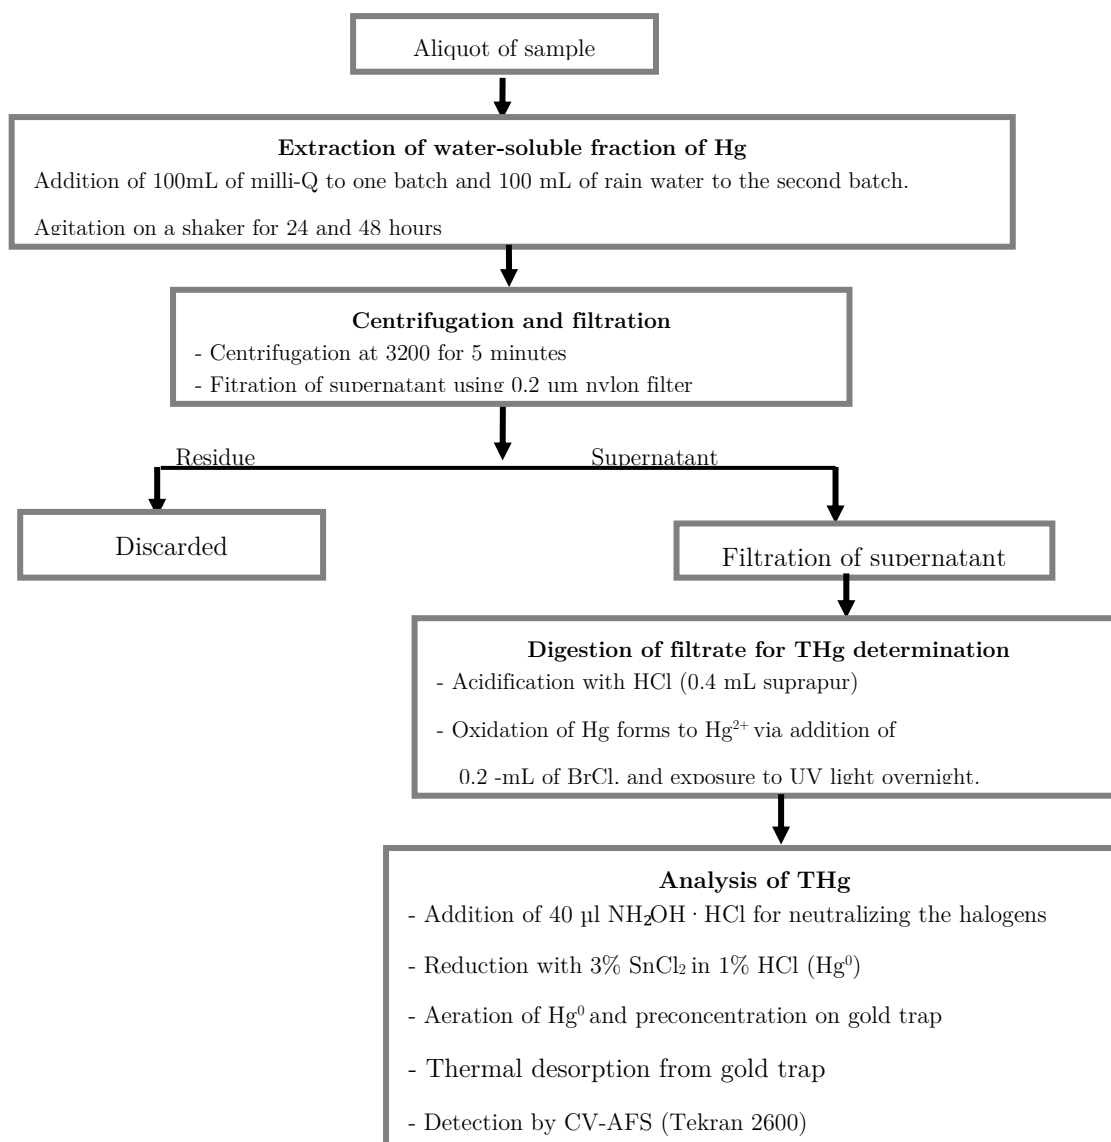 Aliquot of sample
Extraction of water-soluble fraction of Hg
Addition of 100mL of milli-Q to one batch and 100 mL of rain water to the second batch.
Agitation on a shaker for 24 and 48 hours
Centrifugation and filtration
- Centrifugation at 3200 for 5 minutes
- Fitration of supernatant using 0.2 um nylon filter
Residue
Supernatant
Discarded
Filtration of supernatant
Digestion of filtrate for THg determination
- Acidification with HCl (0.4 mL suprapur)
- Oxidation of Hg forms to Hg²⁺ via addition of
0.2 -mL of BrCl, and exposure to UV light overnight.
Analysis of THg
- Addition of 40 µl NH₂OH · HCl for neutralizing the halogens
- Reduction with 3% SnCl₂ in 1% HCl (Hg⁰)
- Aeration of Hg⁰ and preconcentration on gold trap
- Thermal desorption from gold trap
- Detection by CV-AFS (Tekran 2600)